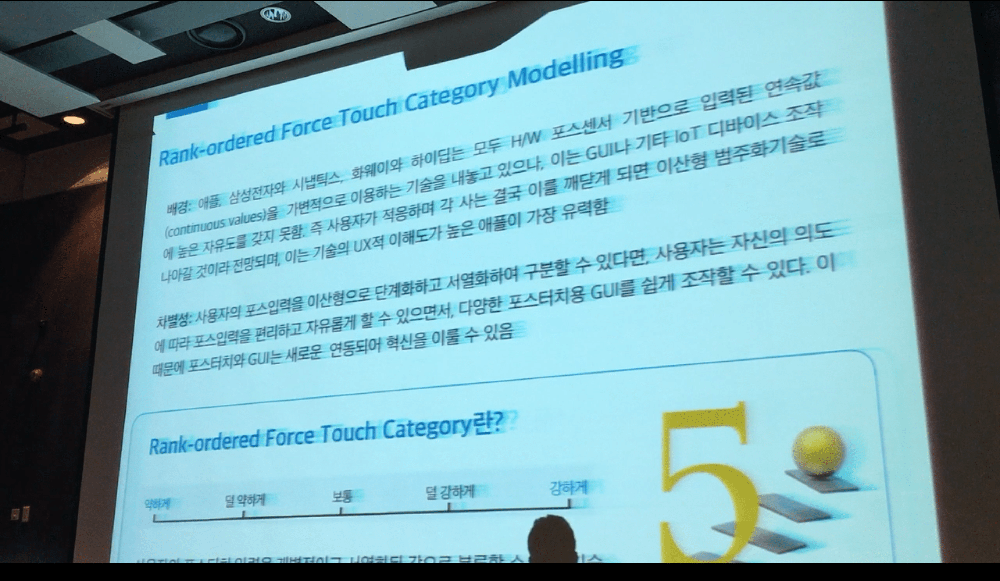 Rank-ordered Force Touch Category Modelling
배경: 애플, 삼성전자와 시냅틱스, 화웨이와 하이딥는 모두 H/W 포스센서 기반으로 입력된 연속값
(continuous values)을 가변적으로 이용하는 기술을 내놓고 있으나, 이는 GUI나 기타 IoT 디바이스 조작
에 높은 자유도를 갖지 못함. 즉 사용자가 적응하며 각 사는 결국 이를 깨닫게 되면 이산형 범주화기술로
나아갈 것이라 전망되며, 이는 기술의 UX적 이해도가 높은 애플이 가장 유력함
차별성: 사용자의 포스입력을 이산형으로 단계화하고 서열화하여 구분할 수 있다면, 사용자는 자신의 의도
에 따라 포스입력을 편리하고 자유롭게 할 수 있으면서, 다양한 포스터치용 GUI를 쉽게 조작할 수 있다. 이
때문에 포스터치와 GUI는 새로운 연동되어 혁신을 이룰 수 있음
Rank-ordered Force Touch Category란?
약하게 덜 약하게 보통 덜 강하게 강하게
5